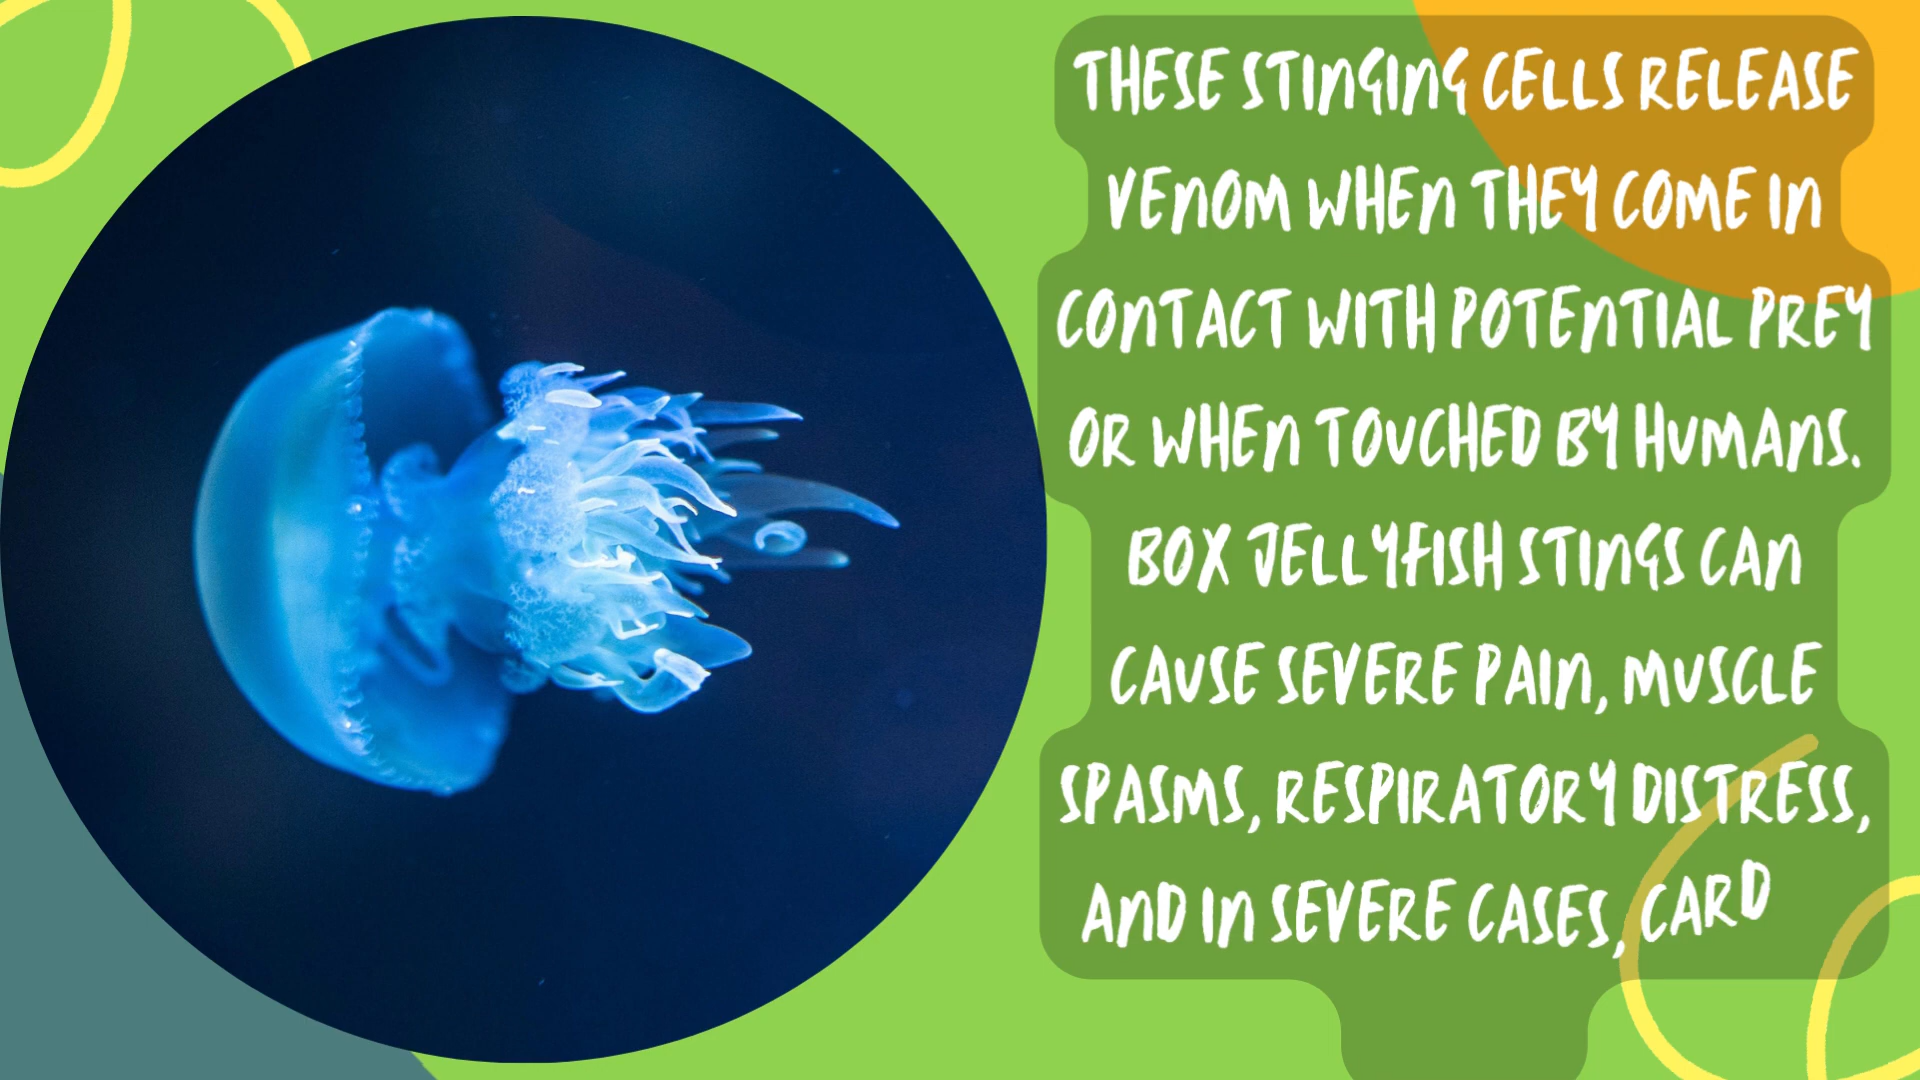 THESE STINGING CELLS RELEASE
VENOM WHEN THEY COME IN
CONTACT WITH POTENTIAL PREY
OR WHEN TOUCHED BY HUMANS.
BOX JELLYFISH STINGS CAN
CAUSE SEVERE PAIN, MUSCLE
SPASMS, RESPIRATORY DISTRESS,
AND IN SEVERE CASES, CARD